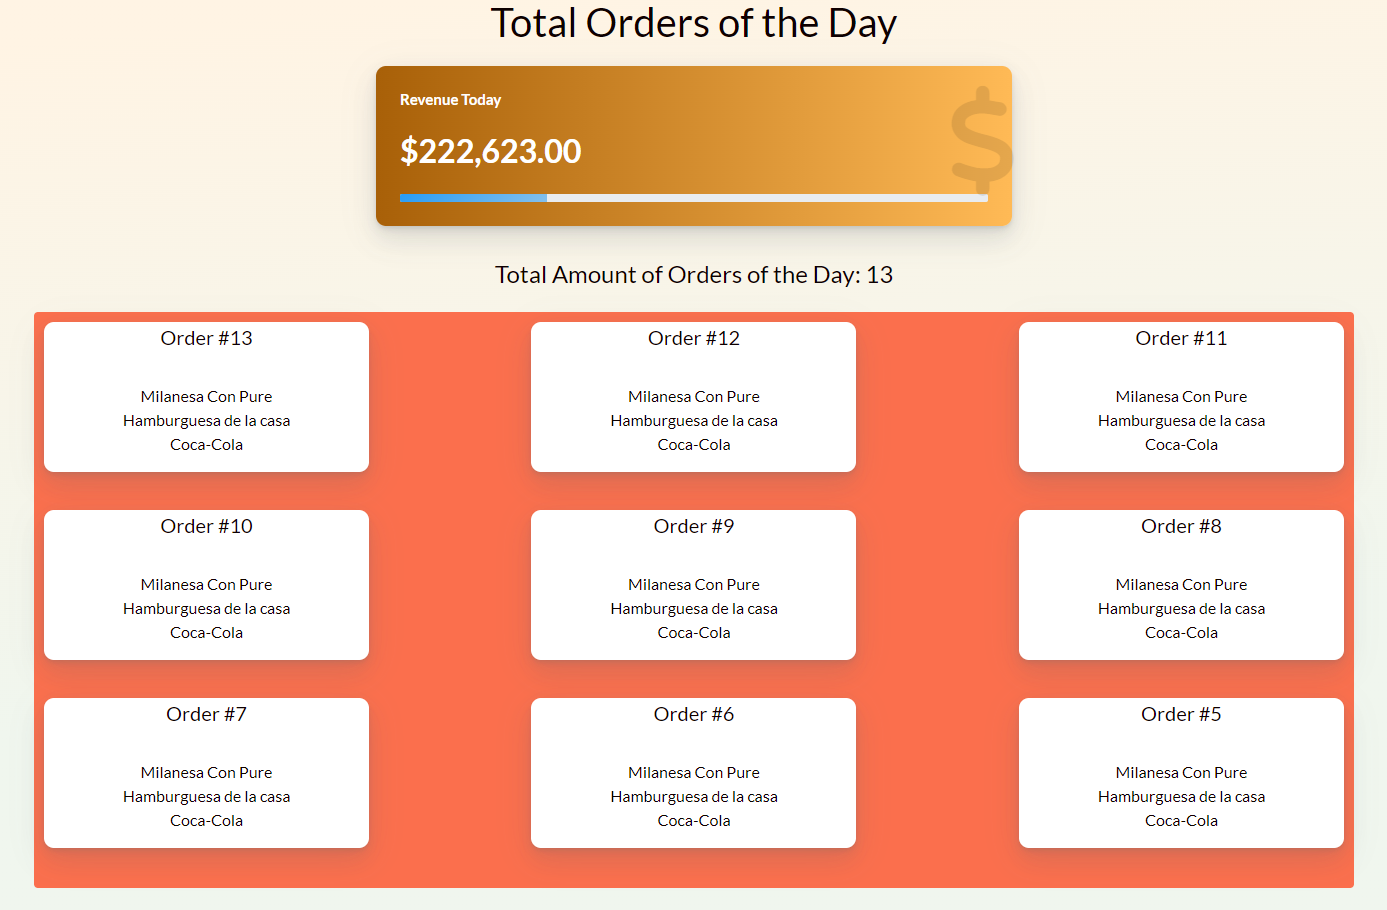 Total Orders of the Day
Revenue Today
$222,623.00
$
Total Amount of Orders of the Day: 13
Order #13
Milanesa Con Pure
Hamburguesa de la casa
Coca-Cola
Order #12
Milanesa Con Pure
Hamburguesa de la casa
Coca-Cola
Order #11
Milanesa Con Pure
Hamburguesa de la casa
Coca-Cola
Order #10
Milanesa Con Pure
Hamburguesa de la casa
Coca-Cola
Order #9
Milanesa Con Pure
Hamburguesa de la casa
Coca-Cola
Order #8
Milanesa Con Pure
Hamburguesa de la casa
Coca-Cola
Order #7
Milanesa Con Pure
Hamburguesa de la casa
Coca-Cola
Order #6
Milanesa Con Pure
Hamburguesa de la casa
Coca-Cola
Order #5
Milanesa Con Pure
Hamburguesa de la casa
Coca-Cola